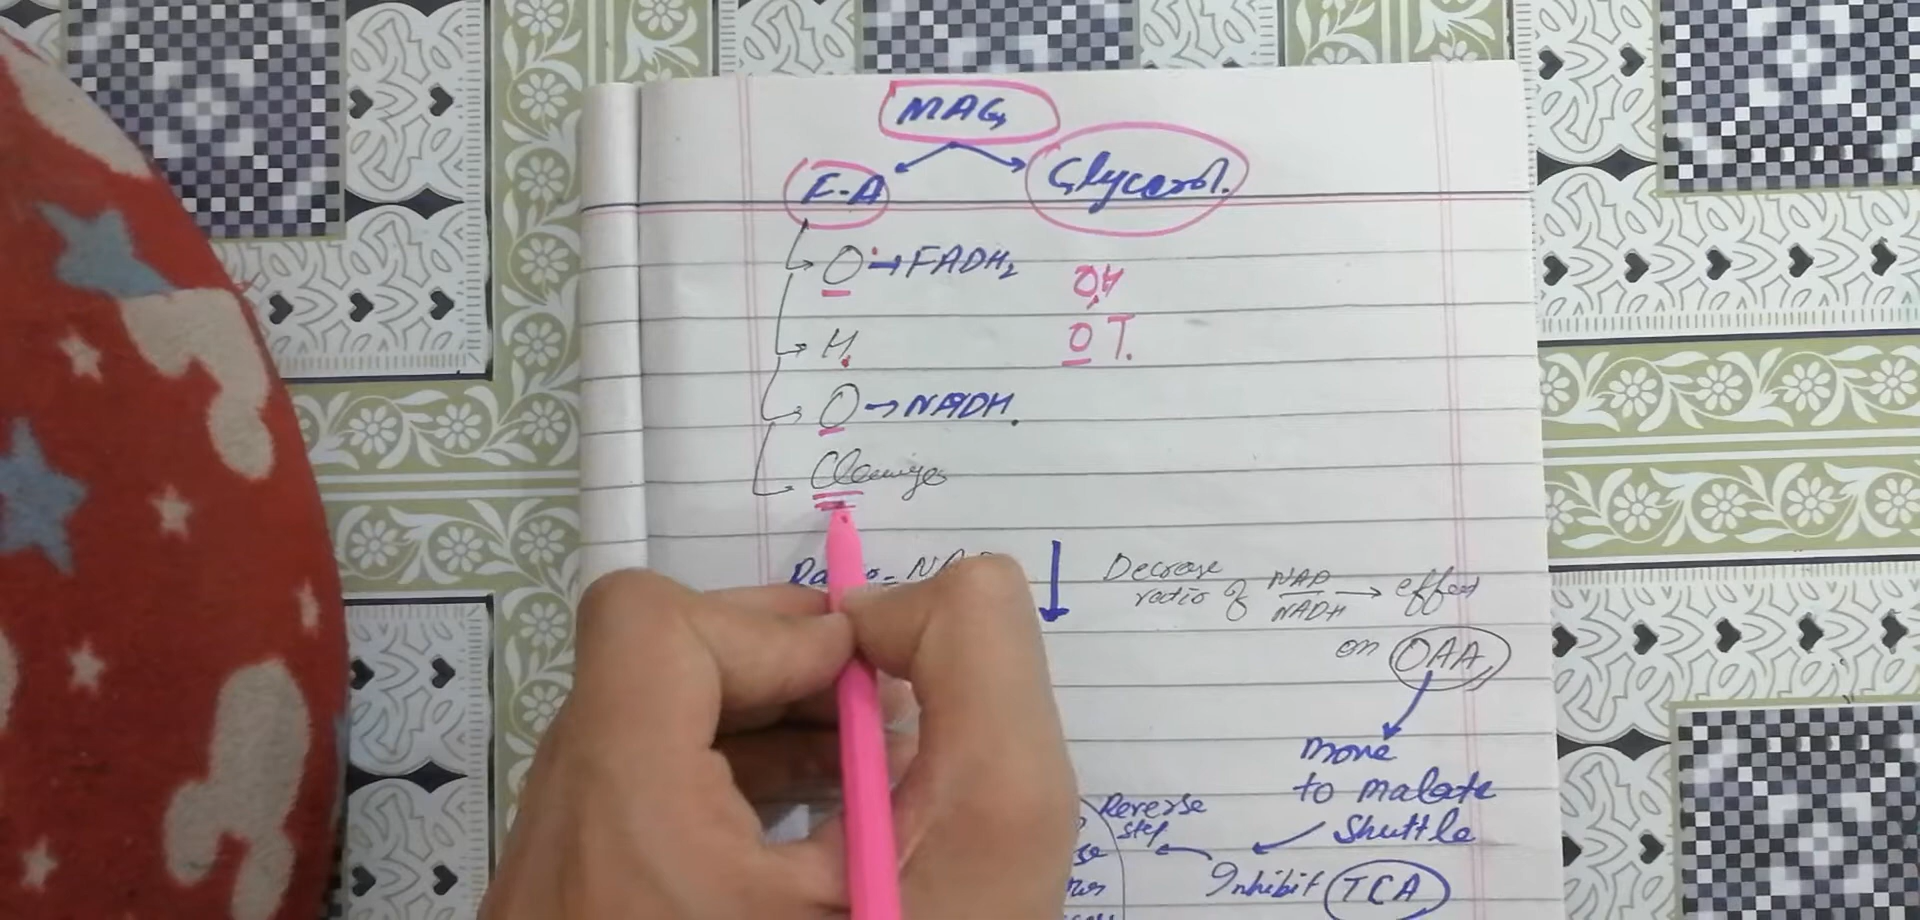 MAG,
F-A Glycerol.
O → FADH2
OH
H.
O T.
O → NADH.
Cleavage
Decrease
ratio of NAD/NADH → effect
on OAA,
move
to malate
Shuttle
Reverse
step
Inhibit TCA